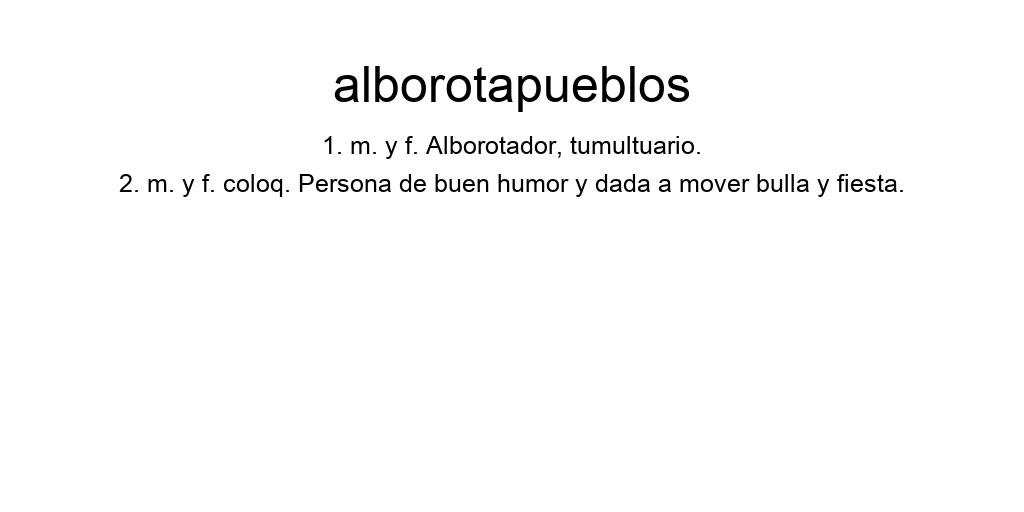 alborotapueblos
1. m. y f. Alborotador, tumultuario.
2. m. y f. coloq. Persona de buen humor y dada a mover bulla y fiesta.